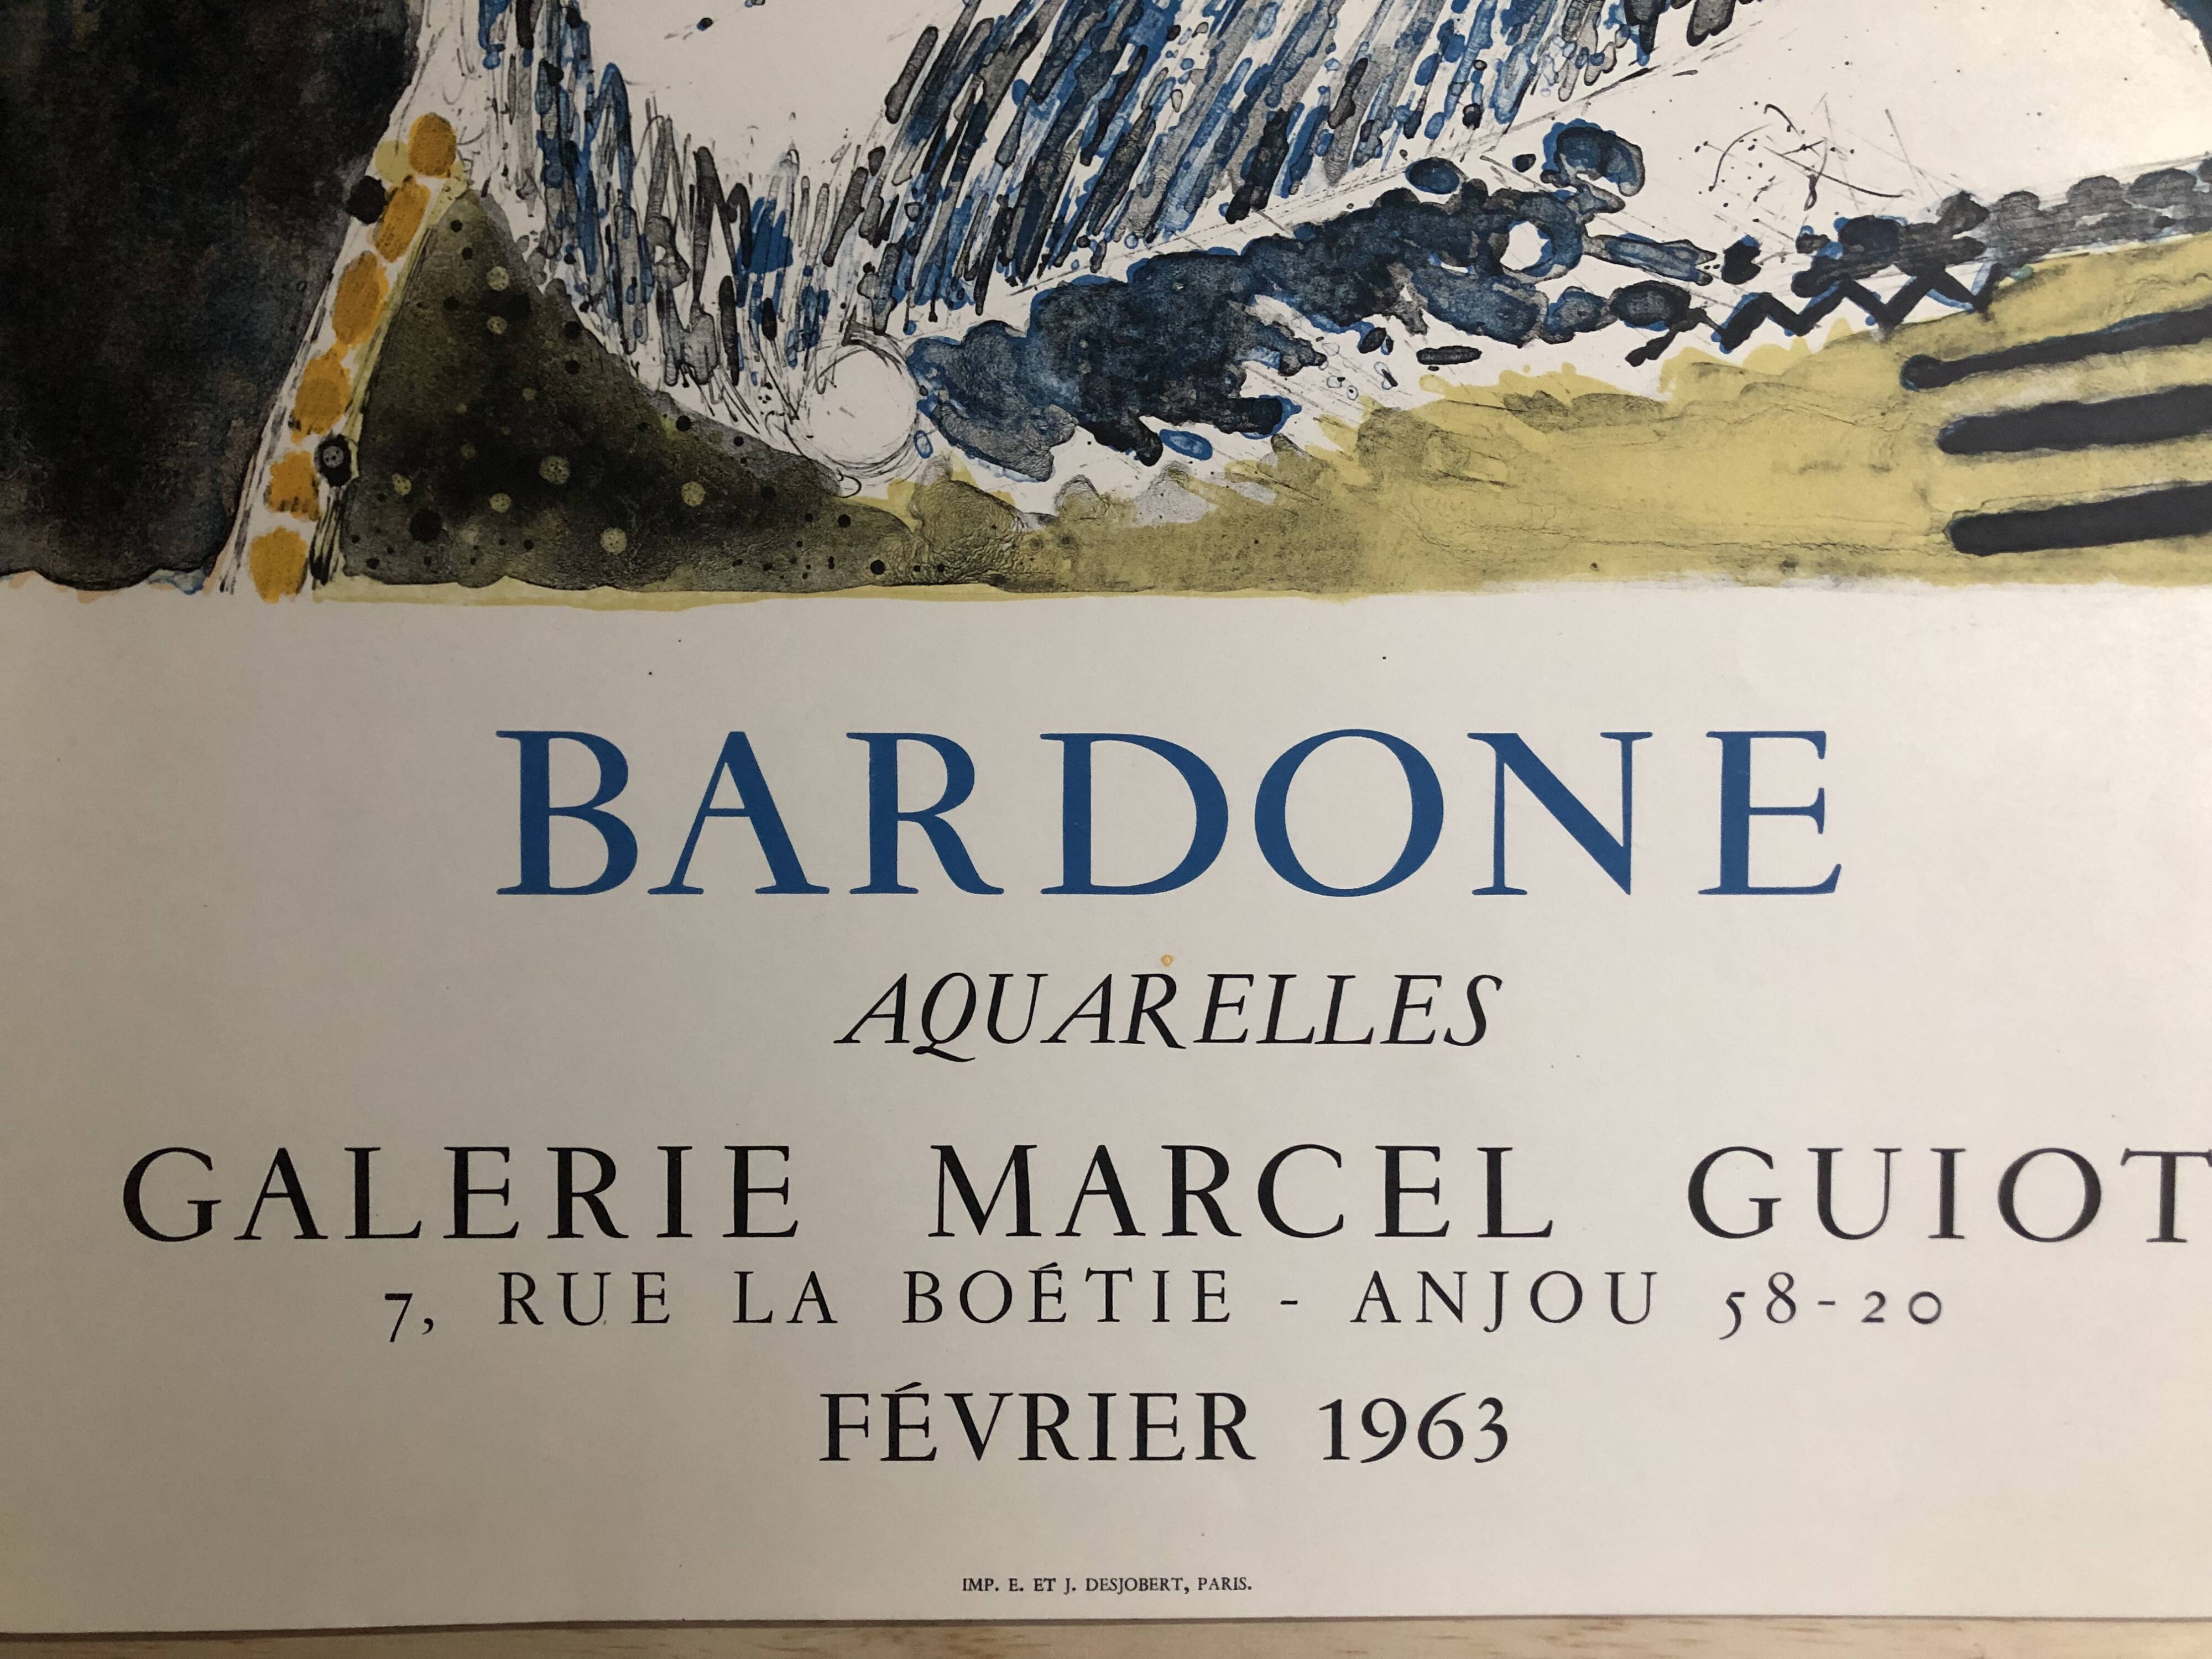 BARDONE
AQUARELLES
GALERIE MARCEL GUIOT
7, RUE LA BOÉTIE - ANJOU 58-20
FÉVRIER 1963
IMP. E. ET J. DESJOBERT, PARIS.